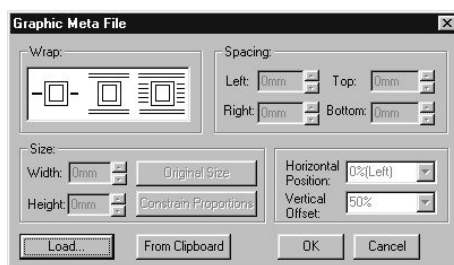 Graphic Meta File
Wrap:
Spacing:
Left: 0mm Top: 0mm
Right: 0mm Bottom: 0mm
Size:
Width: 0mm Original Size
Height: 0mm Constrain Proportions
Horizontal Position: 0%(Left)
Vertical Offset: 50%
Load... From Clipboard OK Cancel